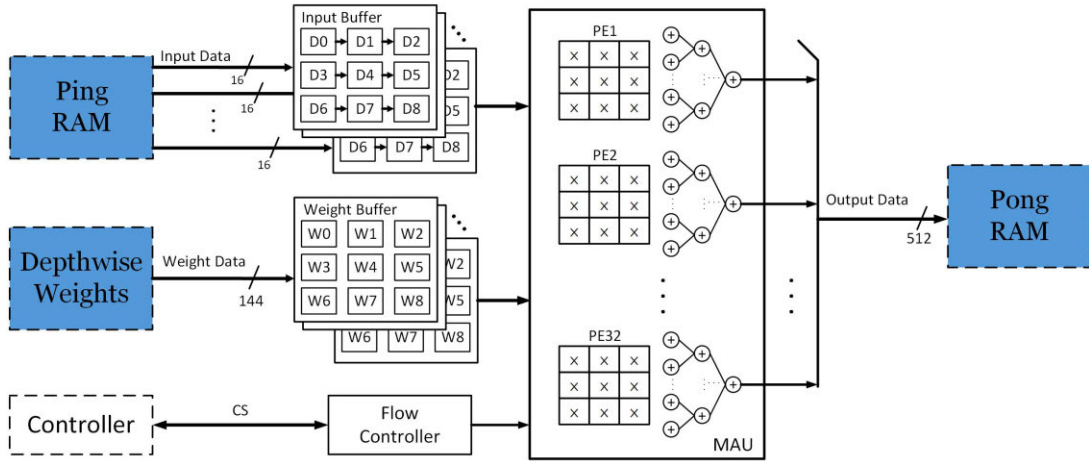 Input Buffer
D0 D1 D2
D3 D4 D5
D6 D7 D8
D2
D5
D6 D7 D8
Input Data
16
16
16
Ping
RAM
Weight Buffer
W0 W1 W2
W3 W4 W5
W6 W7 W8
W2
W5
W6 W7 W8
Depthwise
Weights
Weight Data
144
Controller
CS
Flow
Controller
PE1
× × ×
× × ×
× × ×
+ + + + + + +
PE2
× × ×
× × ×
× × ×
+ + + + + + +
PE32
× × ×
× × ×
× × ×
+ + + + + + +
MAU
Output Data
512
Pong
RAM